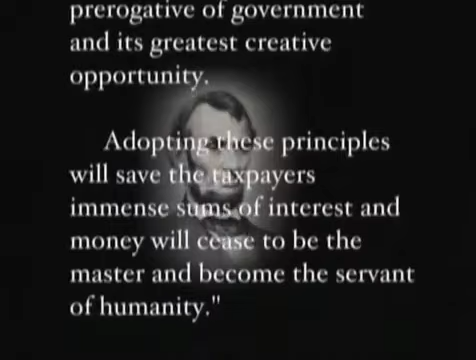 prerogative of government
and its greatest creative
opportunity.
Adopting these principles
will save the taxpayers
immense sums of interest and
money will cease to be the
master and become the servant
of humanity."